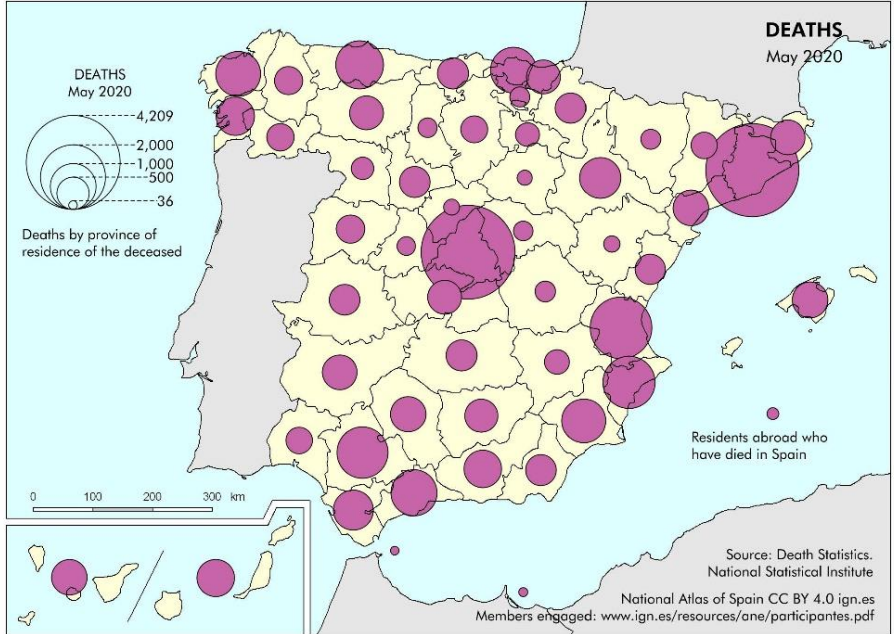 DEATHS
May 2020
DEATHS
May 2020
4,209
2,000
1,000
500
36
Deaths by province of
residence of the deceased
Residents abroad who
have died in Spain
0 100 200 300 km
Source: Death Statistics.
National Statistical Institute
National Atlas of Spain CC BY 4.0 ign.es
Members engaged: www.ign.es/resources/ane/participantes.pdf